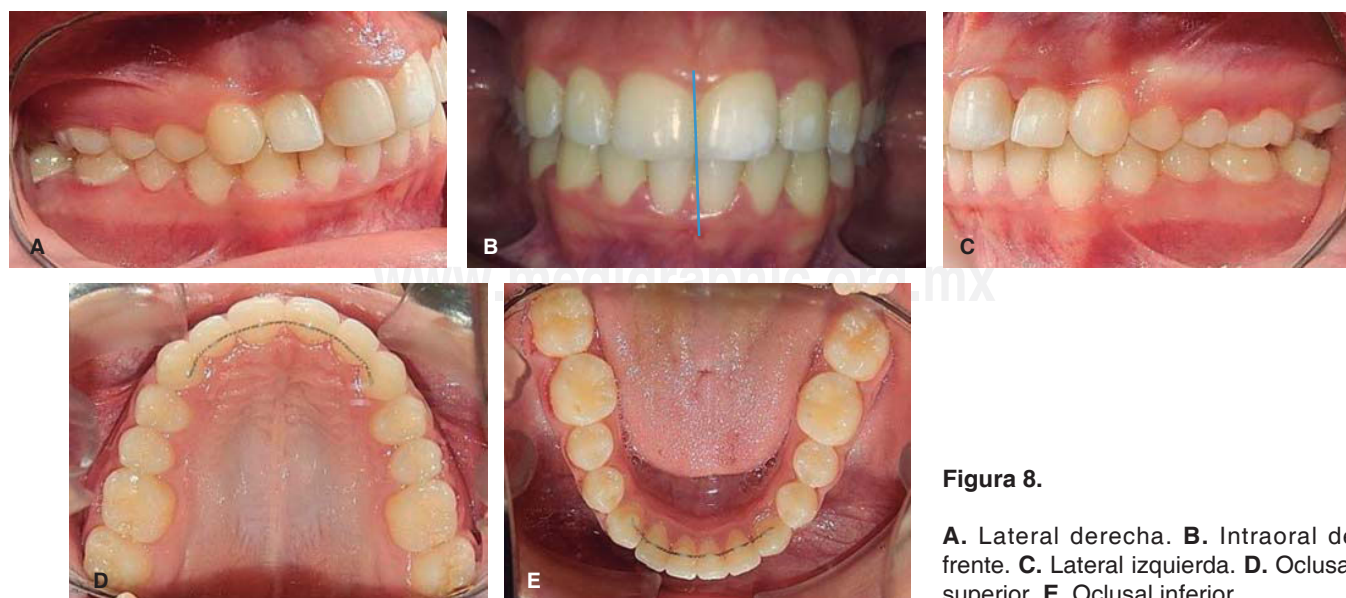 A
B
C
www.medigraphic.org.mx
D
E
Figura 8.
A. Lateral derecha. B. Intraoral de
frente. C. Lateral izquierda. D. Oclusa
superior. E. Oclusal inferior.